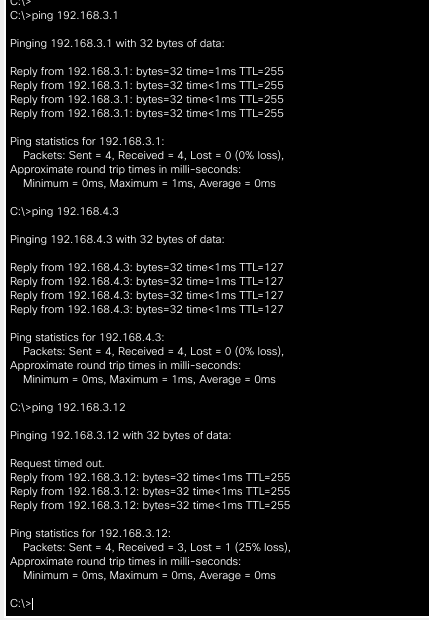 C:\>
C:\>ping 192.168.3.1
Pinging 192.168.3.1 with 32 bytes of data:
Reply from 192.168.3.1: bytes=32 time=1ms TTL=255
Reply from 192.168.3.1: bytes=32 time<1ms TTL=255
Reply from 192.168.3.1: bytes=32 time<1ms TTL=255
Reply from 192.168.3.1: bytes=32 time<1ms TTL=255
Ping statistics for 192.168.3.1:
Packets: Sent = 4, Received = 4, Lost = 0 (0% loss),
Approximate round trip times in milli-seconds:
Minimum = 0ms, Maximum = 1ms, Average = 0ms
C:\>ping 192.168.4.3
Pinging 192.168.4.3 with 32 bytes of data:
Reply from 192.168.4.3: bytes=32 time<1ms TTL=127
Reply from 192.168.4.3: bytes=32 time=1ms TTL=127
Reply from 192.168.4.3: bytes=32 time<1ms TTL=127
Reply from 192.168.4.3: bytes=32 time<1ms TTL=127
Ping statistics for 192.168.4.3:
Packets: Sent = 4, Received = 4, Lost = 0 (0% loss),
Approximate round trip times in milli-seconds:
Minimum = 0ms, Maximum = 1ms, Average = 0ms
C:\>ping 192.168.3.12
Pinging 192.168.3.12 with 32 bytes of data:
Request timed out.
Reply from 192.168.3.12: bytes=32 time<1ms TTL=255
Reply from 192.168.3.12: bytes=32 time<1ms TTL=255
Reply from 192.168.3.12: bytes=32 time<1ms TTL=255
Ping statistics for 192.168.3.12:
Packets: Sent = 4, Received = 3, Lost = 1 (25% loss),
Approximate round trip times in milli-seconds:
Minimum = 0ms, Maximum = 0ms, Average = 0ms
C:\>